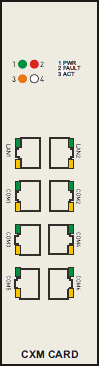 1 2 1 PWR
2 FAULT
3 4 3 ACT
LAN1 LAN2
COM1 COM2
COM3 COM4
COM5 COM6
CXM CARD